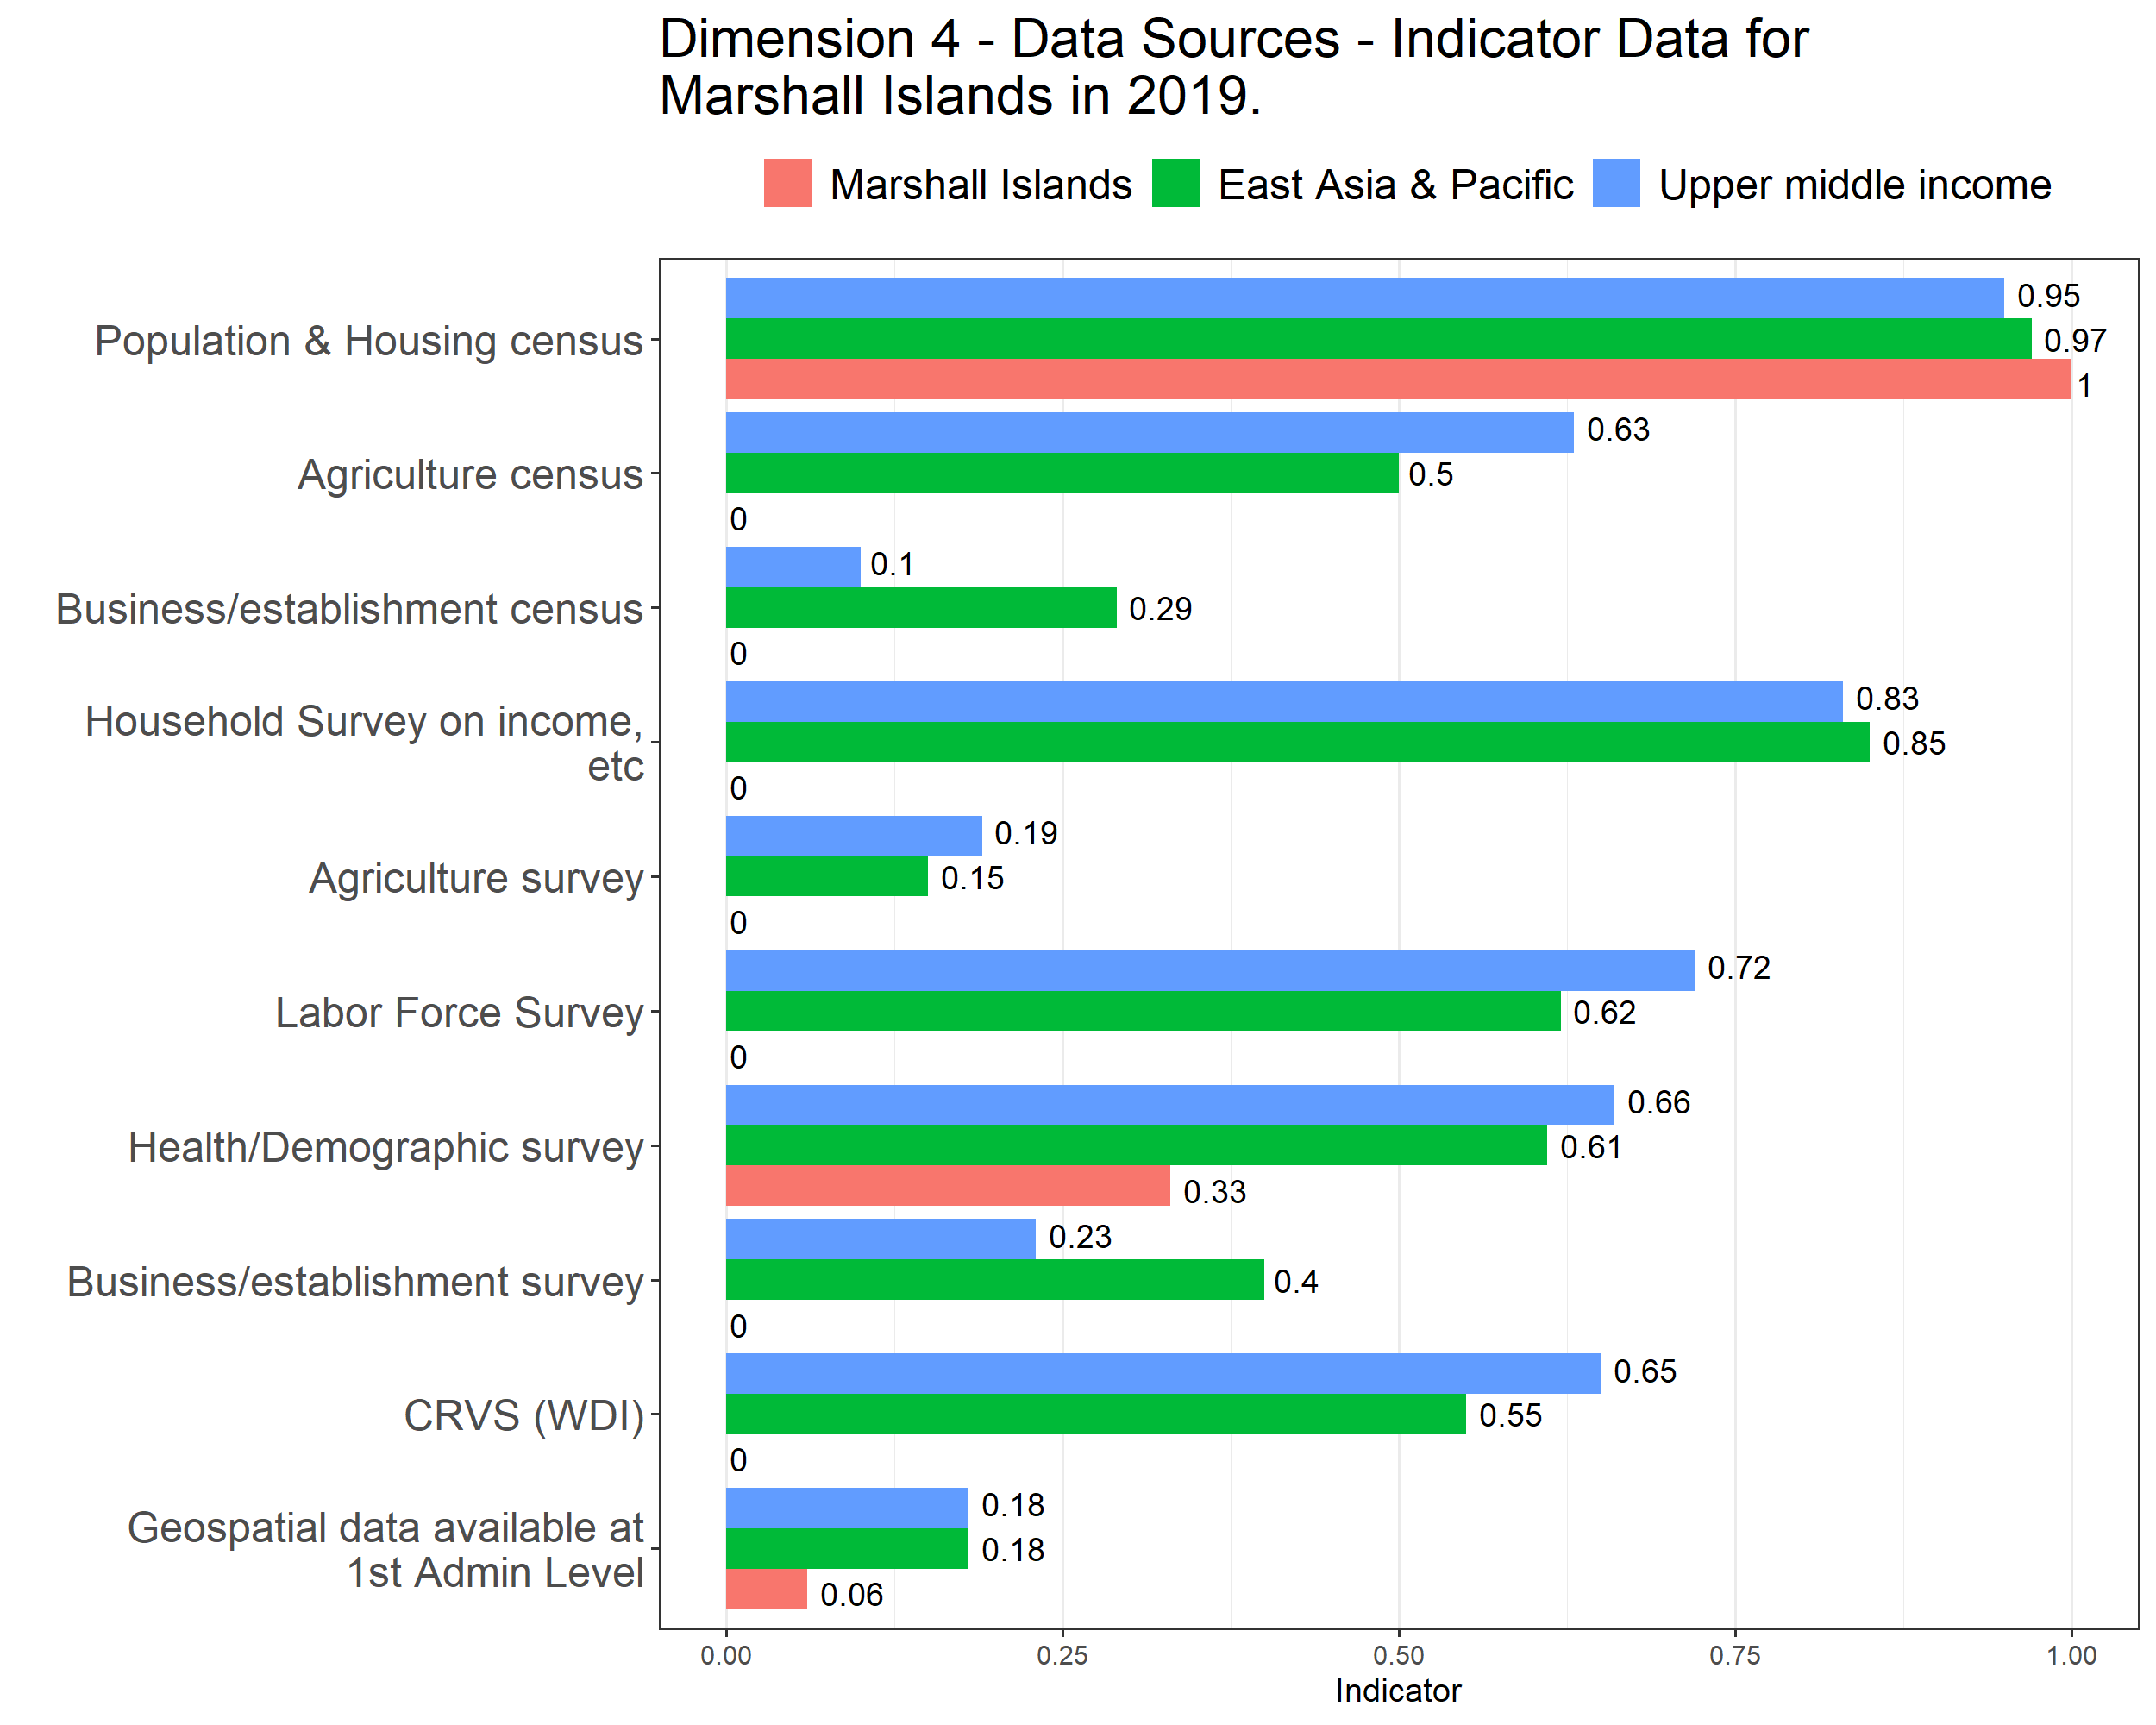 Dimension 4 - Data Sources - Indicator Data for
Marshall Islands in 2019.
Marshall Islands East Asia & Pacific Upper middle income
Population & Housing census
0.95
0.97
1
Agriculture census
0.63
0.5
0
Business/establishment census
0.1
0.29
0
Household Survey on income,
etc
0.83
0.85
0
Agriculture survey
0.19
0.15
0
Labor Force Survey
0.72
0.62
0
Health/Demographic survey
0.66
0.61
0.33
Business/establishment survey
0.23
0.4
0
CRVS (WDI)
0.65
0.55
0
Geospatial data available at
1st Admin Level
0.18
0.18
0.06
0.00 0.25 0.50 0.75 1.00
Indicator